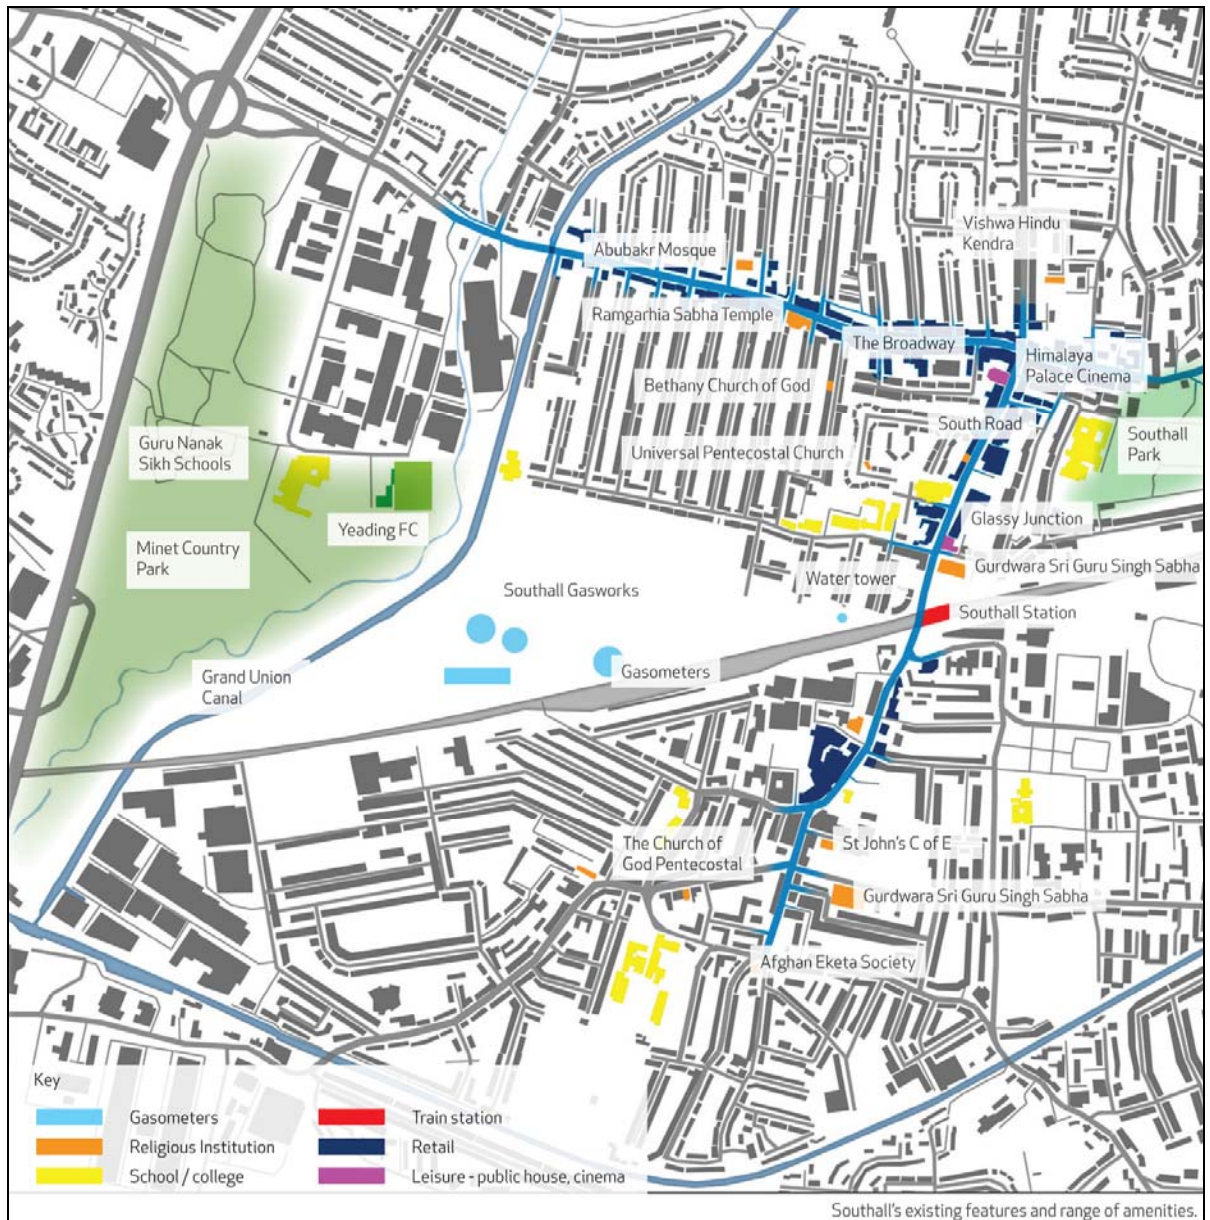 Vishwa Hindu
Kendra
Abubakr Mosque
Ramgarhia Sabha Temple
The Broadway
Himalaya
Palace Cinema
Bethany Church of God
South Road
Guru Nanak
Sikh Schools
Universal Pentecostal Church
Southall
Park
Yeading FC
Glassy Junction
Minet Country
Park
Gurdwara Sri Guru Singh Sabha
Water tower
Southall Gasworks
Southall Station
Grand Union
Canal
Gasometers
The Church of
God Pentecostal
St John's C of E
Gurdwara Sri Guru Singh Sabha
Afghan Eketa Society
Key
Gasometers
Religious Institution
School / college
Train station
Retail
Leisure - public house, cinema
Southall's existing features and range of amenities.